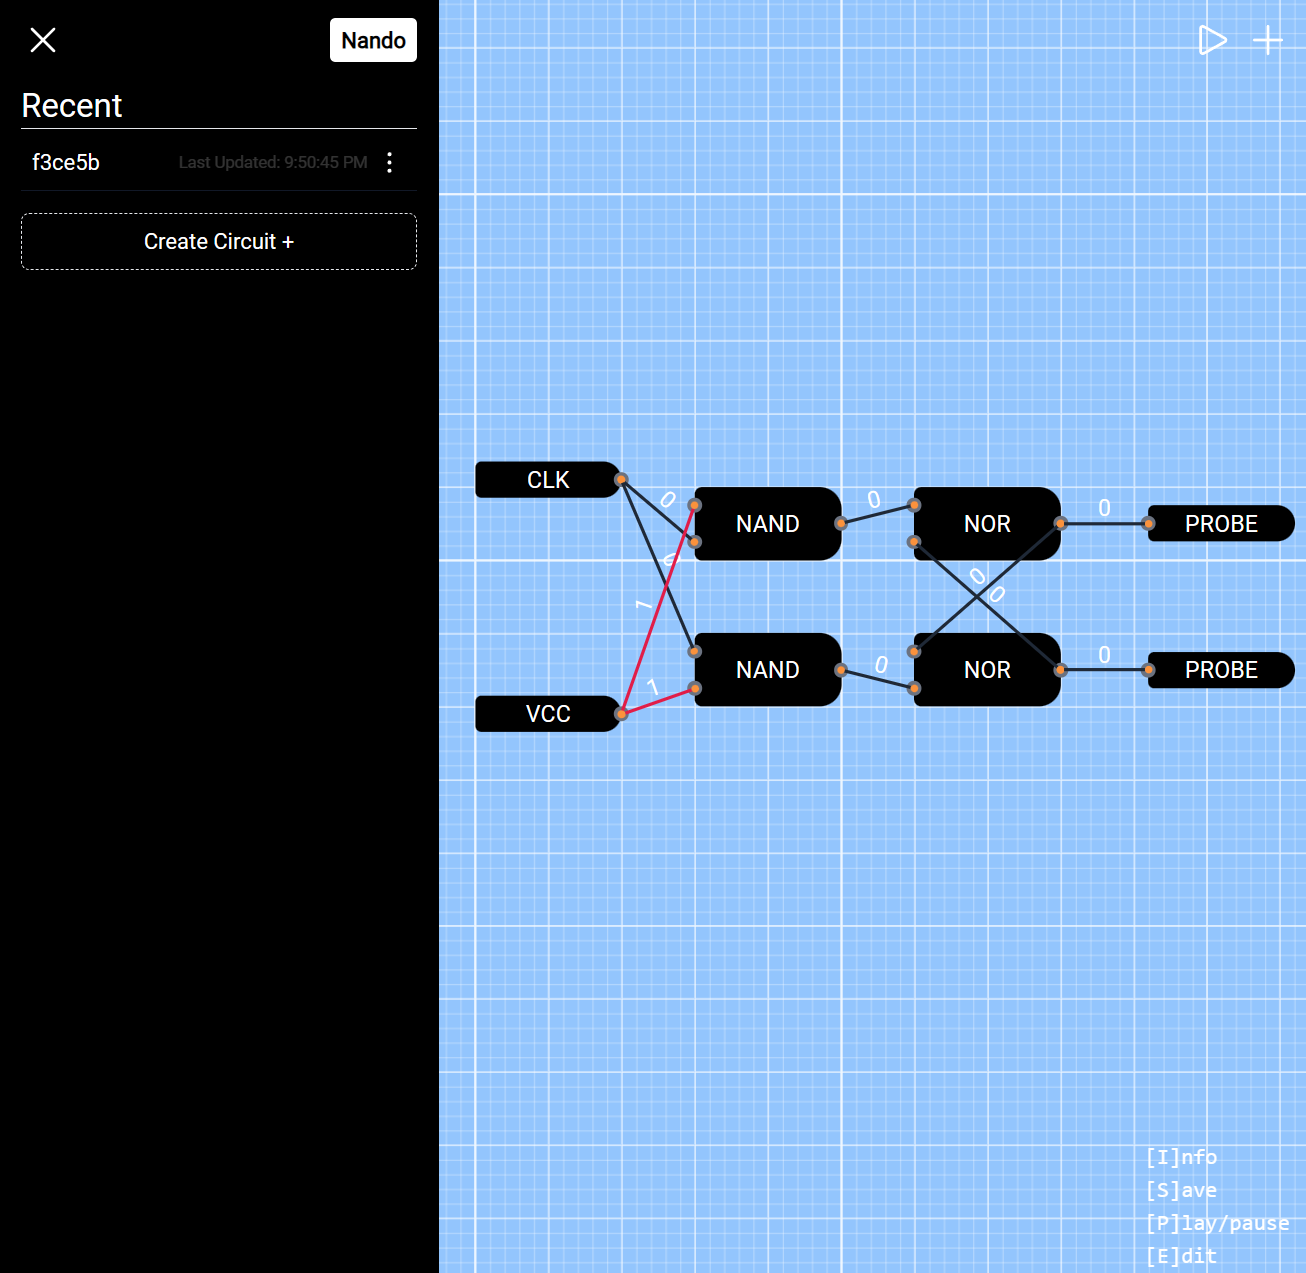 Nando
Recent
f3ce5b Last Updated: 9:50:45 PM
Create Circuit +
CLK
0
NAND
0
NOR
0
PROBE
0
1
0
0
NAND
0
NOR
0
PROBE
1
VCC
[I]nfo
[S]ave
[P]lay/pause
[E]dit